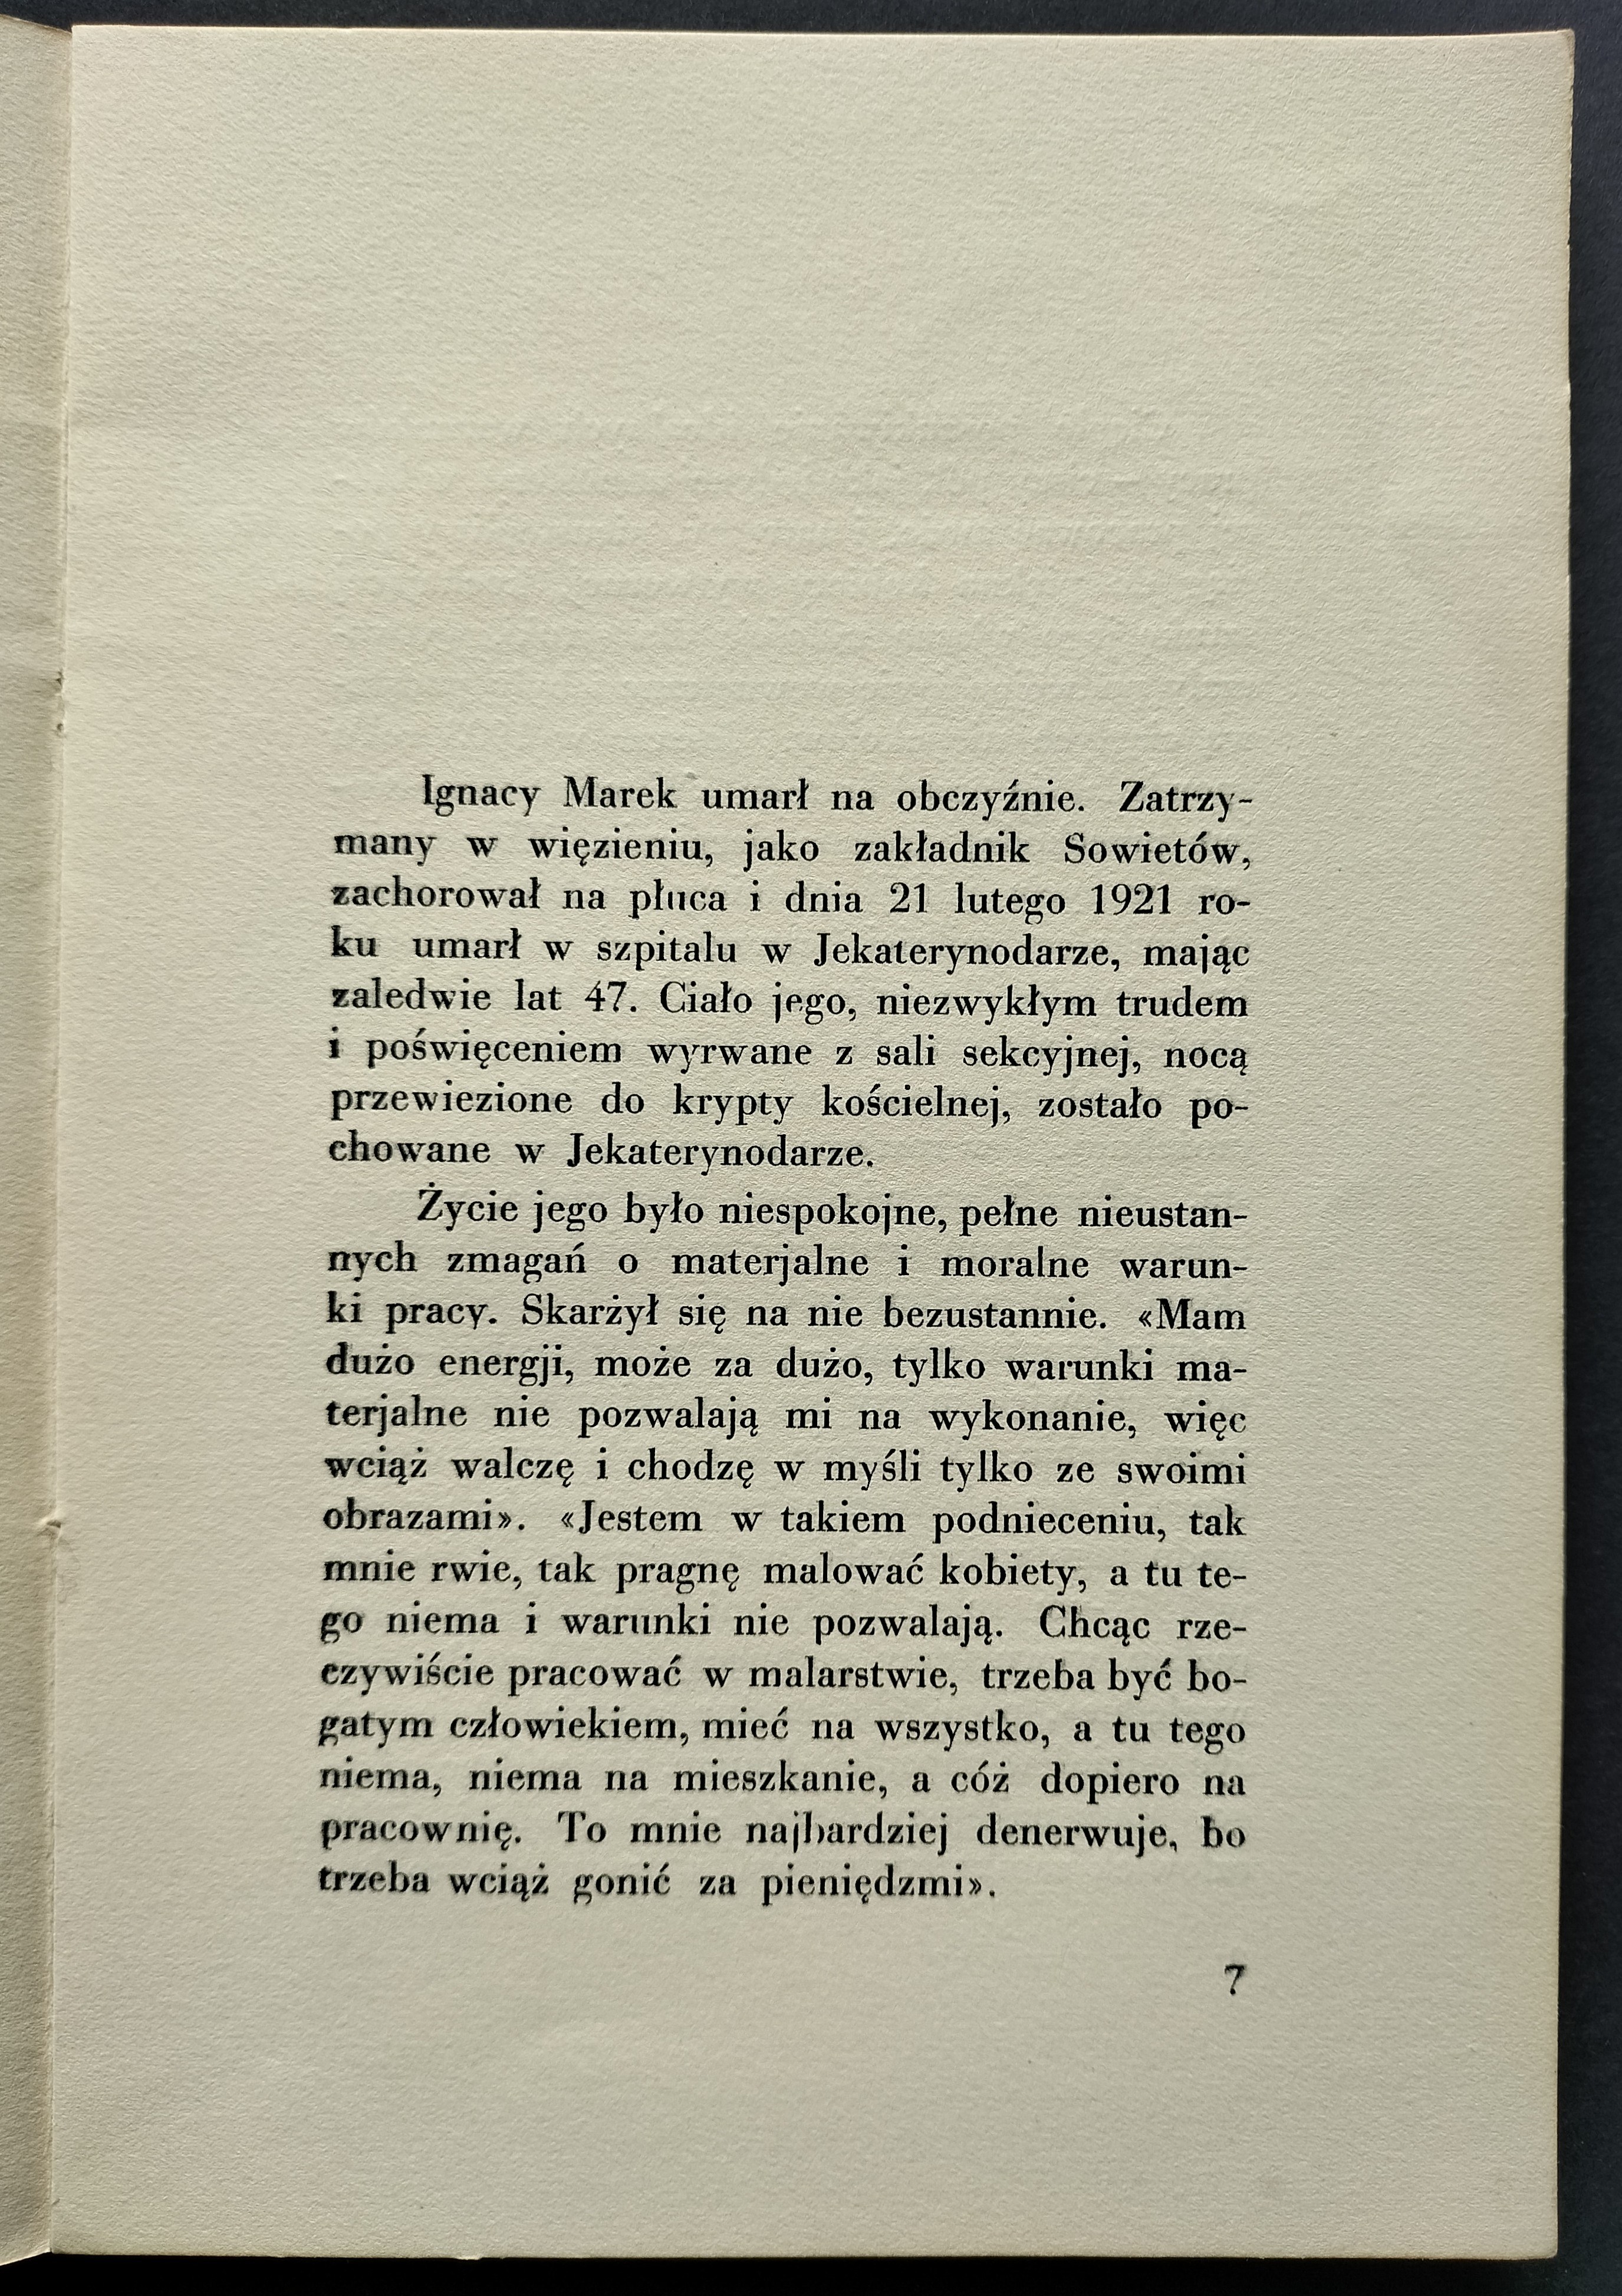 Ignacy Marek umarł na obczyźnie. Zatrzy-
many w więzieniu, jako zakładnik Sowietów,
zachorował na płuca i dnia 21 lutego 1921 ro-
ku umarł w szpitalu w Jekaterynodarze, mając
zaledwie lat 47. Ciało jego, niezwykłym trudem
i poświęceniem wyrwane z sali sekcyjnej, nocą
przewiezione do krypty kościelnej, zostało po-
chowane w Jekaterynodarze.
Życie jego było niespokojne, pełne nieustan-
nych zmagań o materjalne i moralne warun-
ki pracy. Skarżył się na nie bezustannie. «Mam
dużo energji, może za dużo, tylko warunki ma-
terjalne nie pozwalają mi na wykonanie, więc
wciąż walczę i chodzę w myśli tylko ze swoimi
obrazami». «Jestem w takiem podnieceniu, tak
mnie rwie, tak pragnę malować kobiety, a tu te-
go niema i warunki nie pozwalają. Chcąc rze-
czywiście pracować w malarstwie, trzeba być bo-
gatym człowiekiem, mieć na wszystko, a tu tego
niema, niema na mieszkanie, a cóż dopiero na
pracownię. To mnie najbardziej denerwuje, bo
trzeba wciąż gonić za pieniędzmi».
7